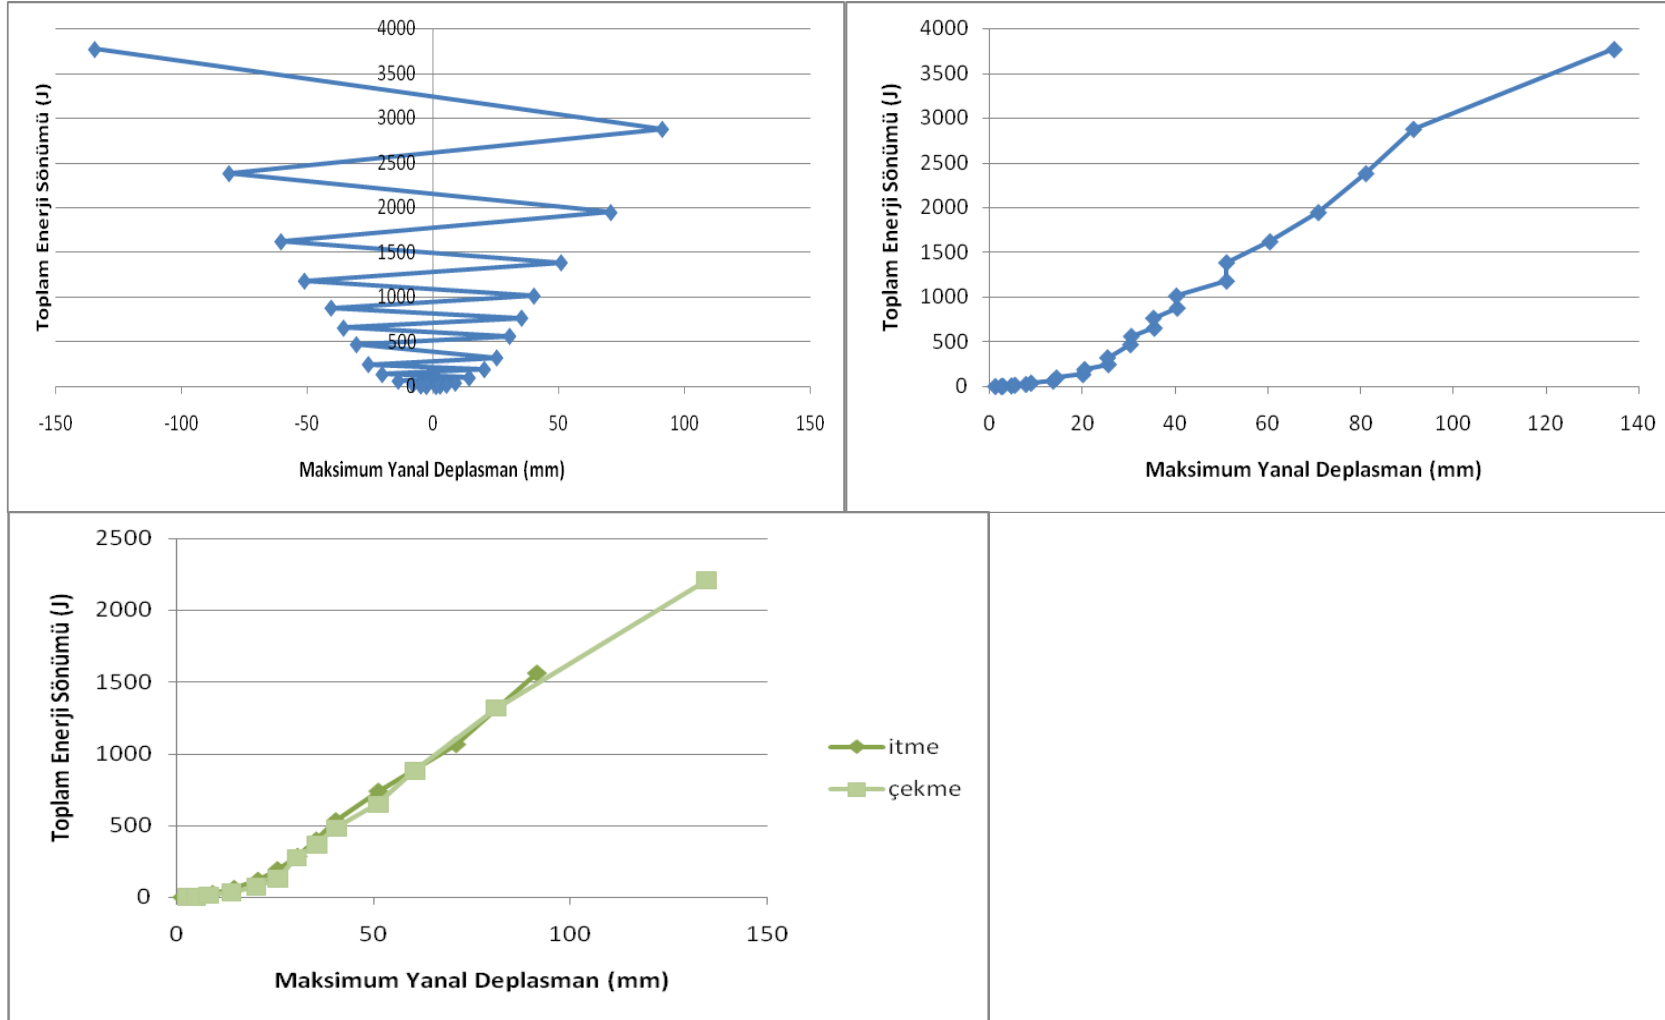 Toplam Enerji Sönümü (J)
4000
3500
3000
2500
2000
1500
1000
500
0
-150 -100 -50 0 50 100 150
Maksimum Yanal Deplasman (mm)
Toplam Enerji Sönümü (J)
4000
3500
3000
2500
2000
1500
1000
500
0
0 20 40 60 80 100 120 140
Maksimum Yanal Deplasman (mm)
Toplam Enerji Sönümü (J)
2500
2000
1500
1000
500
0
0 50 100 150
Maksimum Yanal Deplasman (mm)
itme
çekme